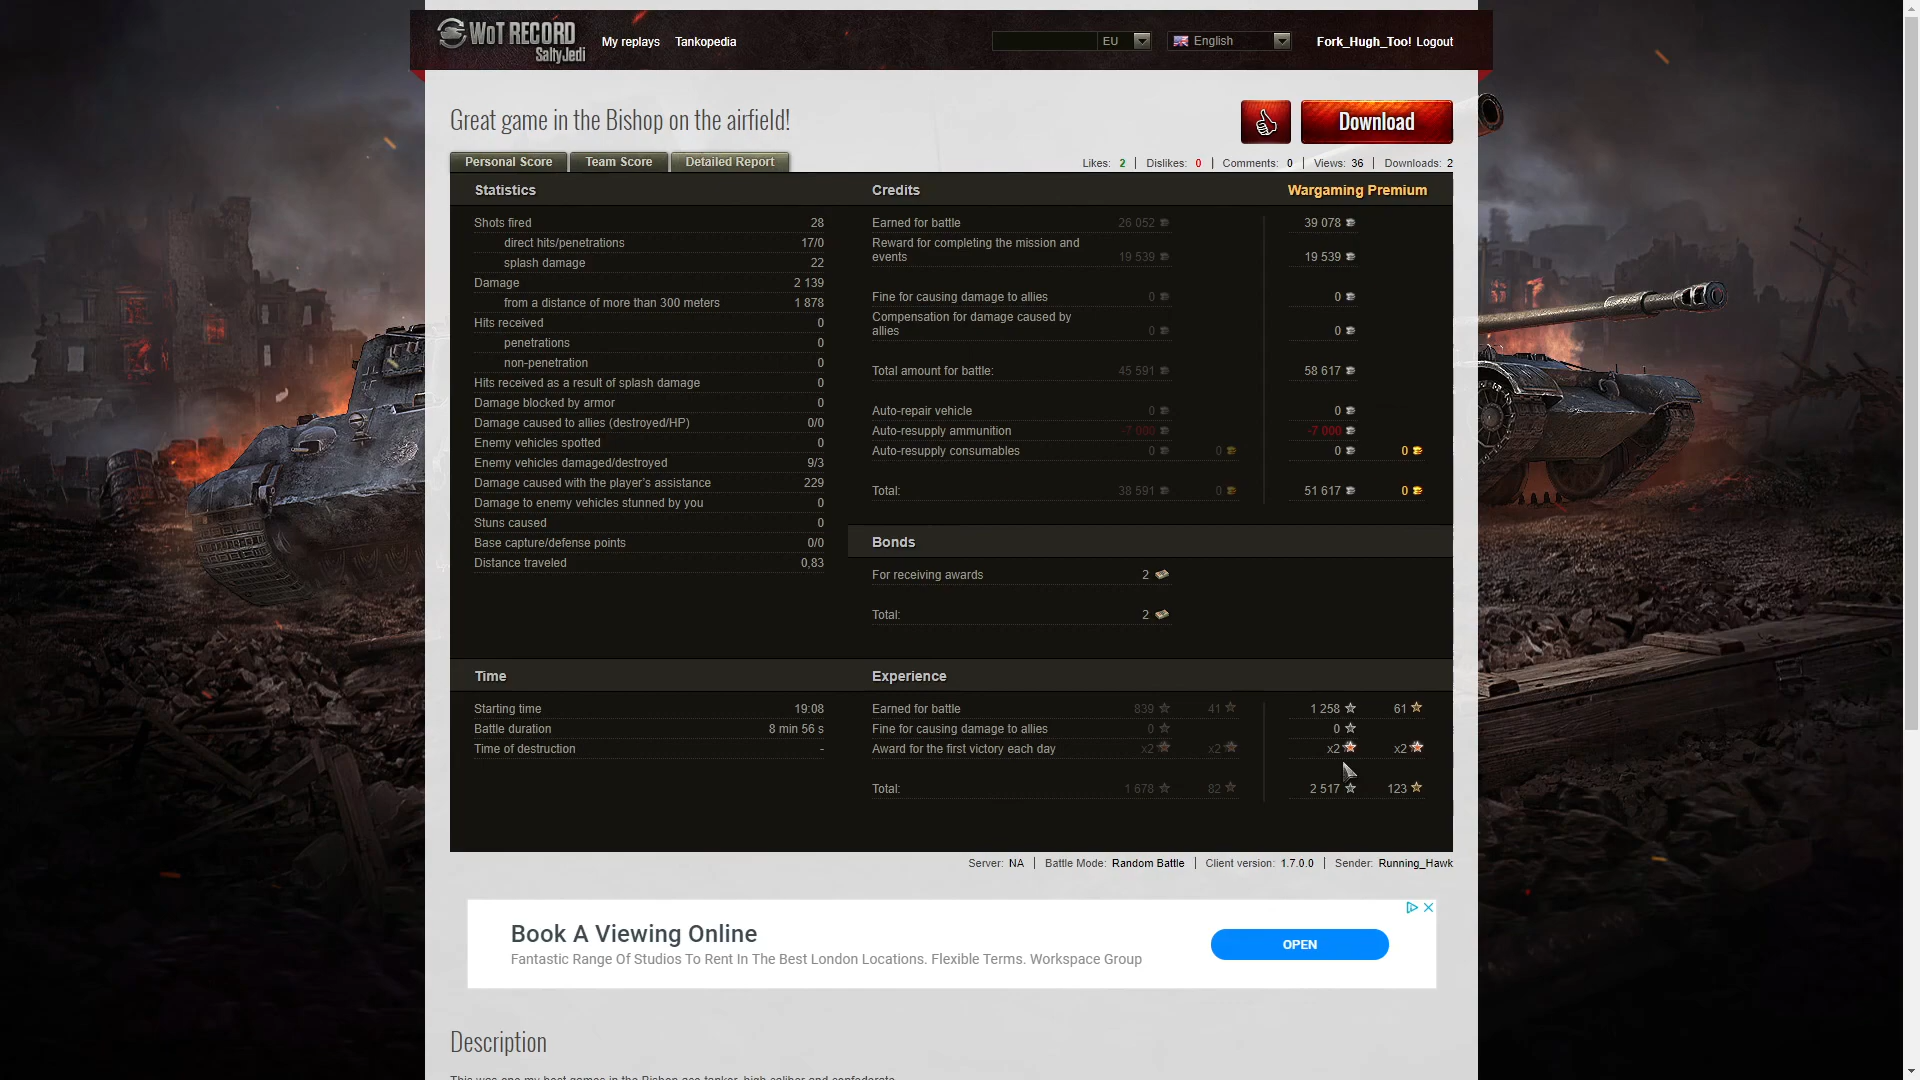 WoT RECORD
SaltyJedi
My replays Tankopedia EU English Fork_Hugh_Too! Logout
Great game in the Bishop on the airfield!
Download
Personal Score Team Score Detailed Report
Likes: 2 | Dislikes: 0 | Comments: 0 | Views: 36 | Downloads: 2
Statistics
Shots fired 28
direct hits/penetrations 17/0
splash damage 22
Damage 2 139
from a distance of more than 300 meters 1 878
Hits received 0
penetrations 0
non-penetration 0
Hits received as a result of splash damage 0
Damage blocked by armor 0
Damage caused to allies (destroyed/HP) 0/0
Enemy vehicles spotted 0
Enemy vehicles damaged/destroyed 9/3
Damage caused with the player's assistance 229
Damage to enemy vehicles stunned by you 0
Stuns caused 0
Base capture/defense points 0/0
Distance traveled 0,83
Credits Wargaming Premium
Earned for battle 26 052 39 078
Reward for completing the mission and
events 19 539 19 539
Fine for causing damage to allies 0 0
Compensation for damage caused by
allies 0 0
Total amount for battle: 45 591 58 617
Auto-repair vehicle 0 0
Auto-resupply ammunition -7 000 -7 000
Auto-resupply consumables 0 0 0 0
Total: 38 591 0 51 617 0
Bonds
For receiving awards 2
Total: 2
Time
Starting time 19:08
Battle duration 8 min 56 s
Time of destruction -
Experience
Earned for battle 839 41 1 258 61
Fine for causing damage to allies 0 0
Award for the first victory each day x2 x2 x2 x2
Total: 1 678 82 2 517 123
Server: NA | Battle Mode: Random Battle | Client version: 1.7.0.0 | Sender: Running_Hawk
Book A Viewing Online
Fantastic Range Of Studios To Rent In The Best London Locations. Flexible Terms. Workspace Group
OPEN
Description
This was one my best games in the Bishop ace tanker, high caliber and confederate